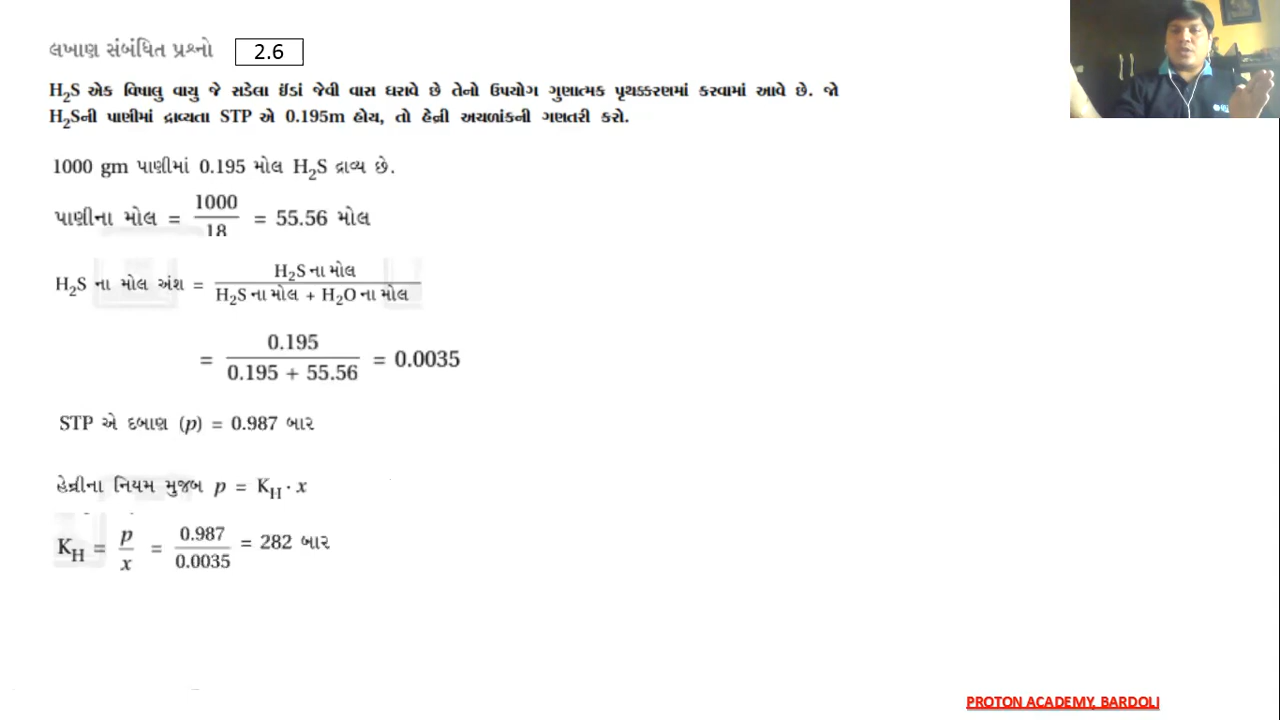 લખાણ સંબંધિત પ્રશ્નો 2.6
H₂S એક વિષાલુ વાયુ જે સડેલા ઈંડાં જેવી વાસ ધરાવે છે તેનો ઉપયોગ ગુણાત્મક પૃથક્કરણમાં કરવામાં આવે છે. જો
H₂Sની પાણીમાં દ્રાવ્યતા STP એ 0.195m હોય, તો હેન્રી અચળાંકની ગણતરી કરો.
1000 gm પાણીમાં 0.195 મોલ H₂S દ્રાવ્ય છે.
પાણીના મોલ = 1000/18 = 55.56 મોલ
H₂S ના મોલ અંશ = H₂S ના મોલ / H₂S ના મોલ + H₂O ના મોલ
= 0.195 / 0.195 + 55.56 = 0.0035
STP એ દબાણ (p) = 0.987 બાર
હેન્રીના નિયમ મુજબ p = K_H · x
K_H = p/x = 0.987/0.0035 = 282 બાર
PROTON ACADEMY, BARDOLI